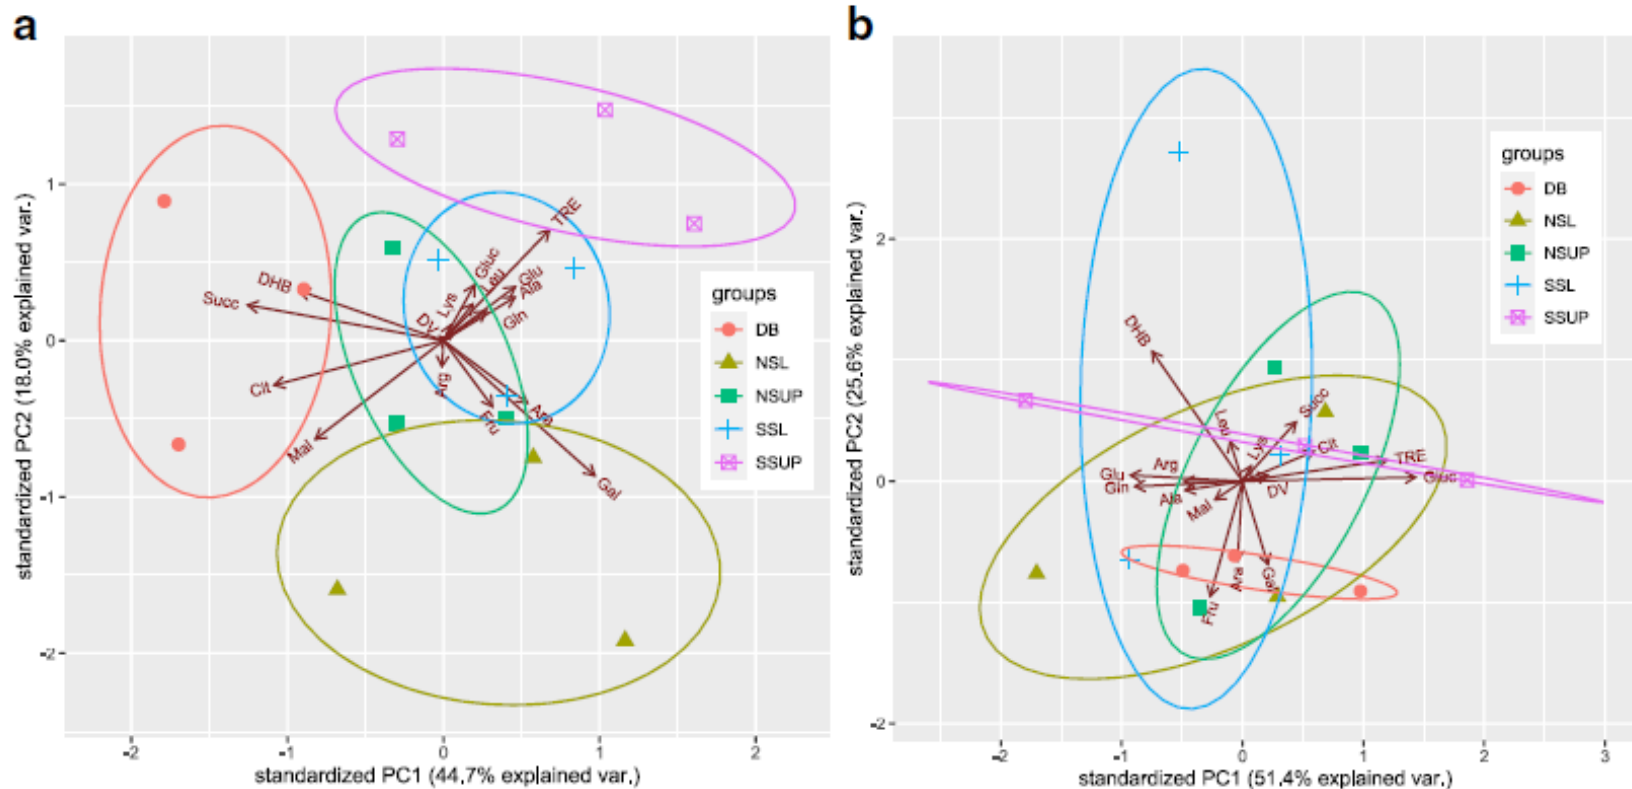 a
standardized PC2 (18.0% explained var.)
1
0
-1
-2
-2
-1
0
1
2
standardized PC1 (44.7% explained var.)
TRE
Gluc
Glu
Ala
Lys
Gln
DV
DHB
Succ
Cit
Mal
Arg
Fru
Gal
groups
DB
NSL
NSUP
SSL
SSUP
b
standardized PC2 (25.6% explained var.)
2
0
-2
-2
-1
0
1
2
3
standardized PC1 (51.4% explained var.)
DHB
Leu
Lys
Succ
Cit
TRE
Gluc
Glu
Gln
Arg
Ala
Mal
DV
Fru
Ara
Gal
groups
DB
NSL
NSUP
SSL
SSUP